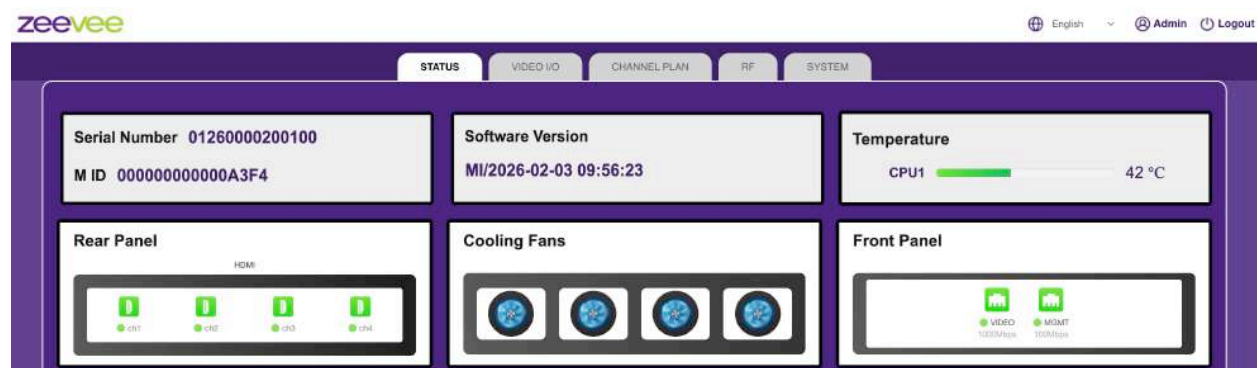 zeevee
English
Admin
Logout
STATUS
VIDEO I/O
CHANNEL PLAN
RF
SYSTEM
Serial Number 01260000200100
M ID 000000000000A3F4
Software Version
MI/2026-02-03 09:56:23
Temperature
CPU1 42 °C
Rear Panel
HDMI
ch1
ch2
ch3
ch4
Cooling Fans
Front Panel
VIDEO
MGMT
1000Mbps
100Mbps